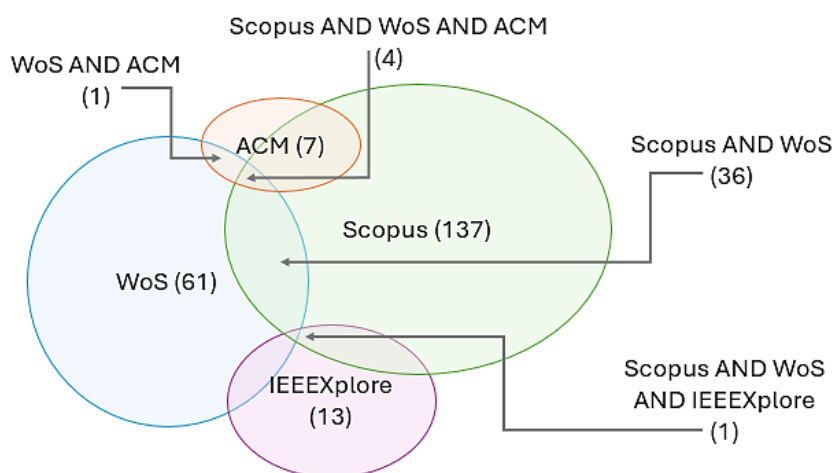 Scopus AND WoS AND ACM
(4)
WoS AND ACM
(1)
ACM (7)
Scopus AND WoS
(36)
Scopus (137)
WoS (61)
IEEEXplore
(13)
Scopus AND WoS
AND IEEEXplore
(1)